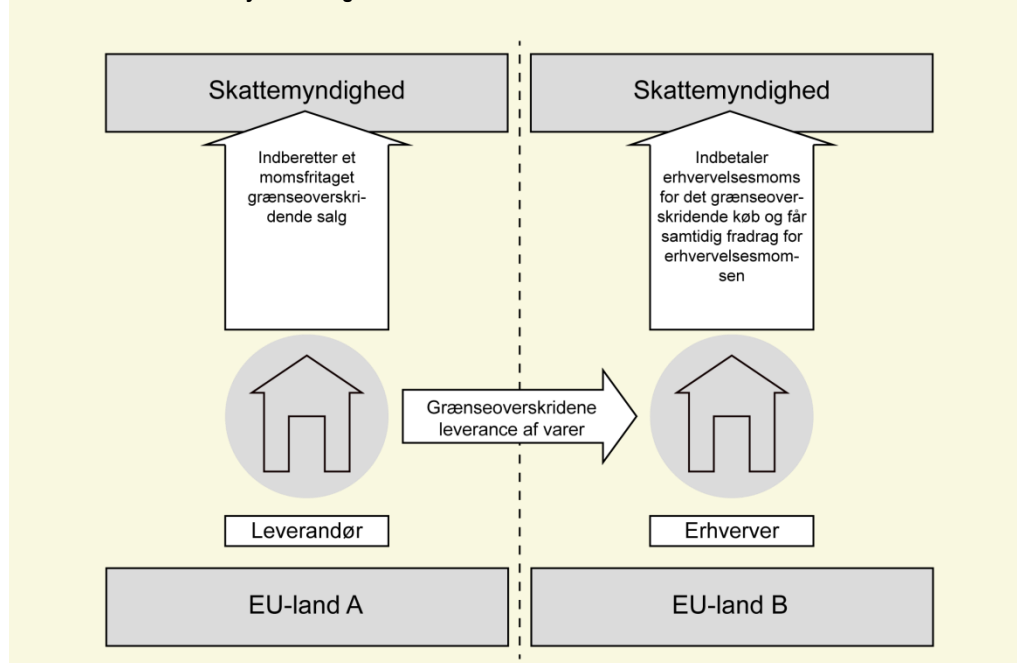 Skattemyndighed
Skattemyndighed
Indberetter et
momsfritaget
grænseoverskri-
dende salg
Indbetaler
erhvervelsesmoms
for det grænseover-
skridende køb og får
samtidig fradrag for
erhvervelsesmom-
sen
Grænseoverskridene
leverance af varer
Leverandør
Erhverver
EU-land A
EU-land B